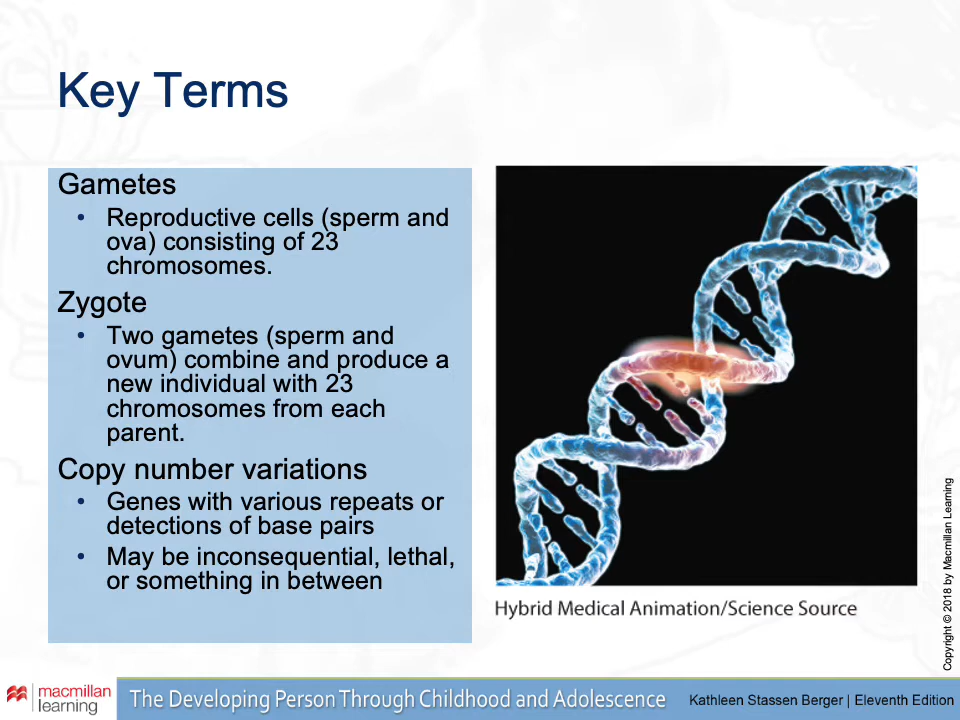 Key Terms
Gametes
• Reproductive cells (sperm and
ova) consisting of 23
chromosomes.
Zygote
• Two gametes (sperm and
ovum) combine and produce a
new individual with 23
chromosomes from each
parent.
Copy number variations
• Genes with various repeats or
detections of base pairs
• May be inconsequential, lethal,
or something in between
Hybrid Medical Animation/Science Source
Copyright © 2018 by Macmillan Learning
macmillan
learning
The Developing Person Through Childhood and Adolescence
Kathleen Stassen Berger | Eleventh Edition